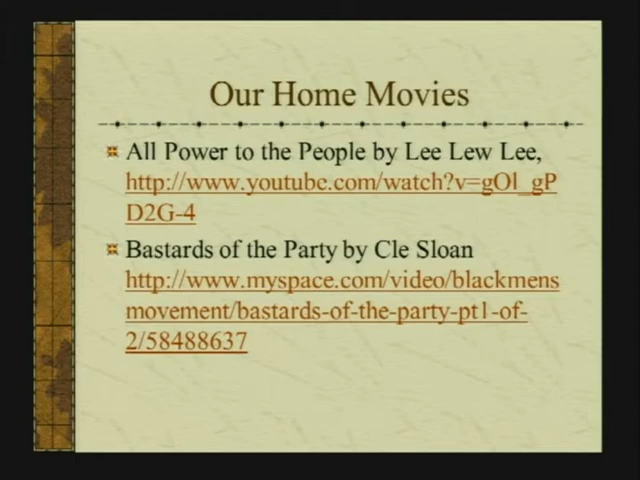 Our Home Movies
All Power to the People by Lee Lew Lee,
http://www.youtube.com/watch?v=gOl_gP
D2G-4
Bastards of the Party by Cle Sloan
http://www.myspace.com/video/blackmens
movement/bastards-of-the-party-pt1-of-
2/58488637